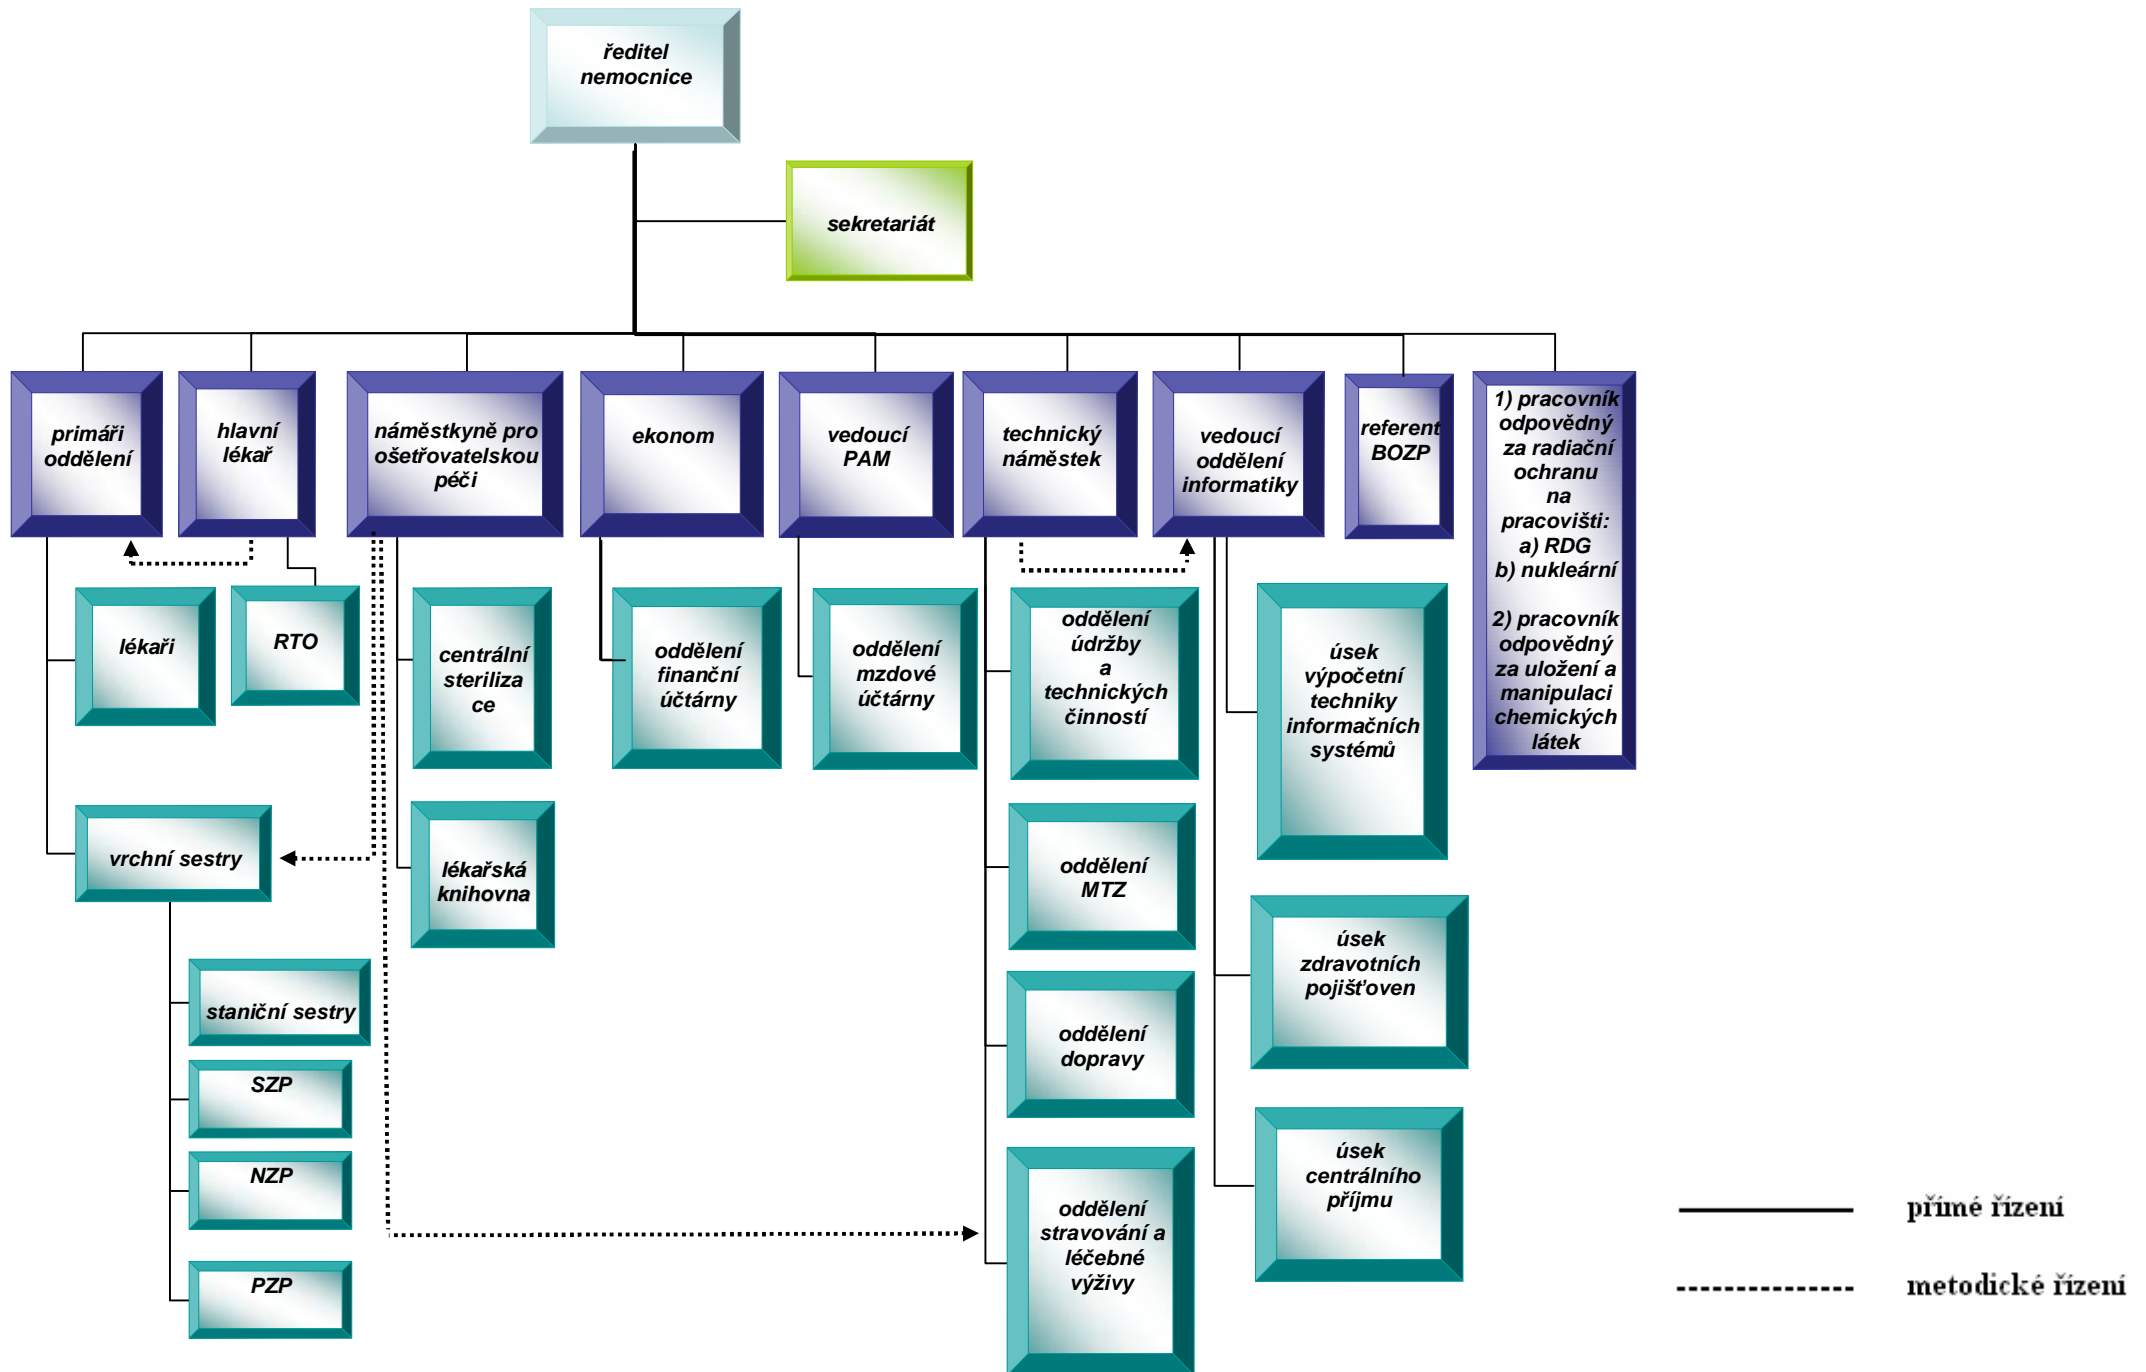 ředitel
nemocnice
sekretariát
primáři
oddělení
hlavní
lékař
náměstkyně pro
ošetřovatelskou
péči
ekonom
vedoucí
PAM
technický
náměstek
vedoucí
oddělení
informatiky
referent
BOZP
1) pracovník
odpovědný
za radiační
ochranu
na
pracovišti:
a) RDG
b) nukleární
2) pracovník
odpovědný
za uložení a
manipulaci
chemických
látek
lékaři
RTO
centrální
steriliza
ce
oddělení
finanční
účtárny
oddělení
mzdové
účtárny
oddělení
údržby
a
technických
činností
úsek
výpočetní
techniky
informačních
systémů
vrchní sestry
lékařská
knihovna
oddělení
MTZ
úsek
zdravotních
pojišťoven
staniční sestry
oddělení
dopravy
SZP
NZP
úsek
centrálního
příjmu
oddělení
stravování a
léčebné
výživy
PZP
přímé řízení
metodické řízení